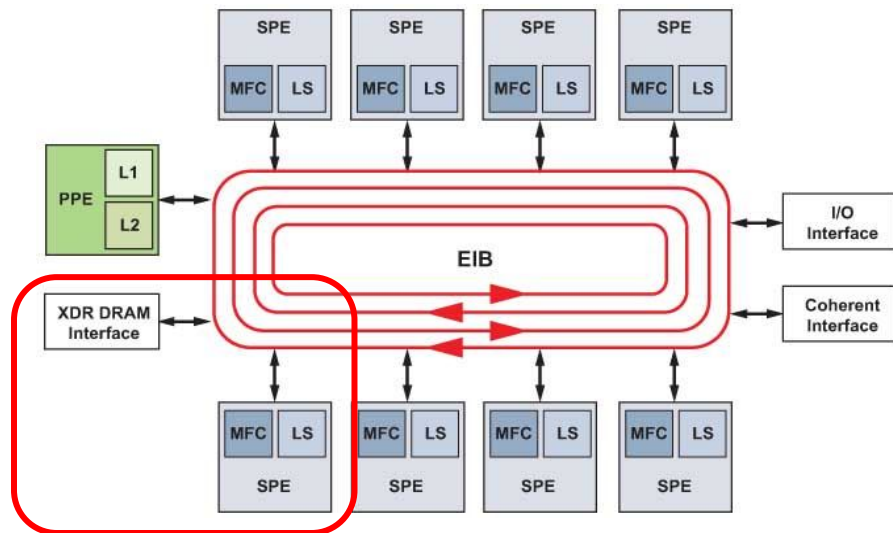 SPE
SPE
SPE
SPE
MFC
LS
MFC
LS
MFC
LS
MFC
LS
L1
PPE
L2
I/O
Interface
EIB
XDR DRAM
Interface
Coherent
Interface
MFC
LS
MFC
LS
MFC
LS
MFC
LS
SPE
SPE
SPE
SPE